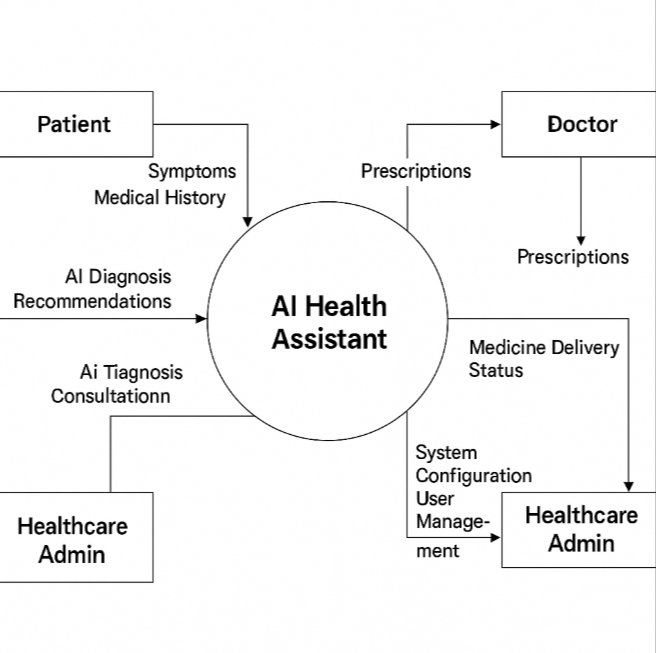 Patient
Doctor
Symptoms
Medical History
Prescriptions
Prescriptions
AI Diagnosis
Recommendations
AI Health
Assistant
Medicine Delivery
Status
Ai Tiagnosis
Consultationn
System
Configuration
User
Manage-
ment
Healthcare
Admin
Healthcare
Admin